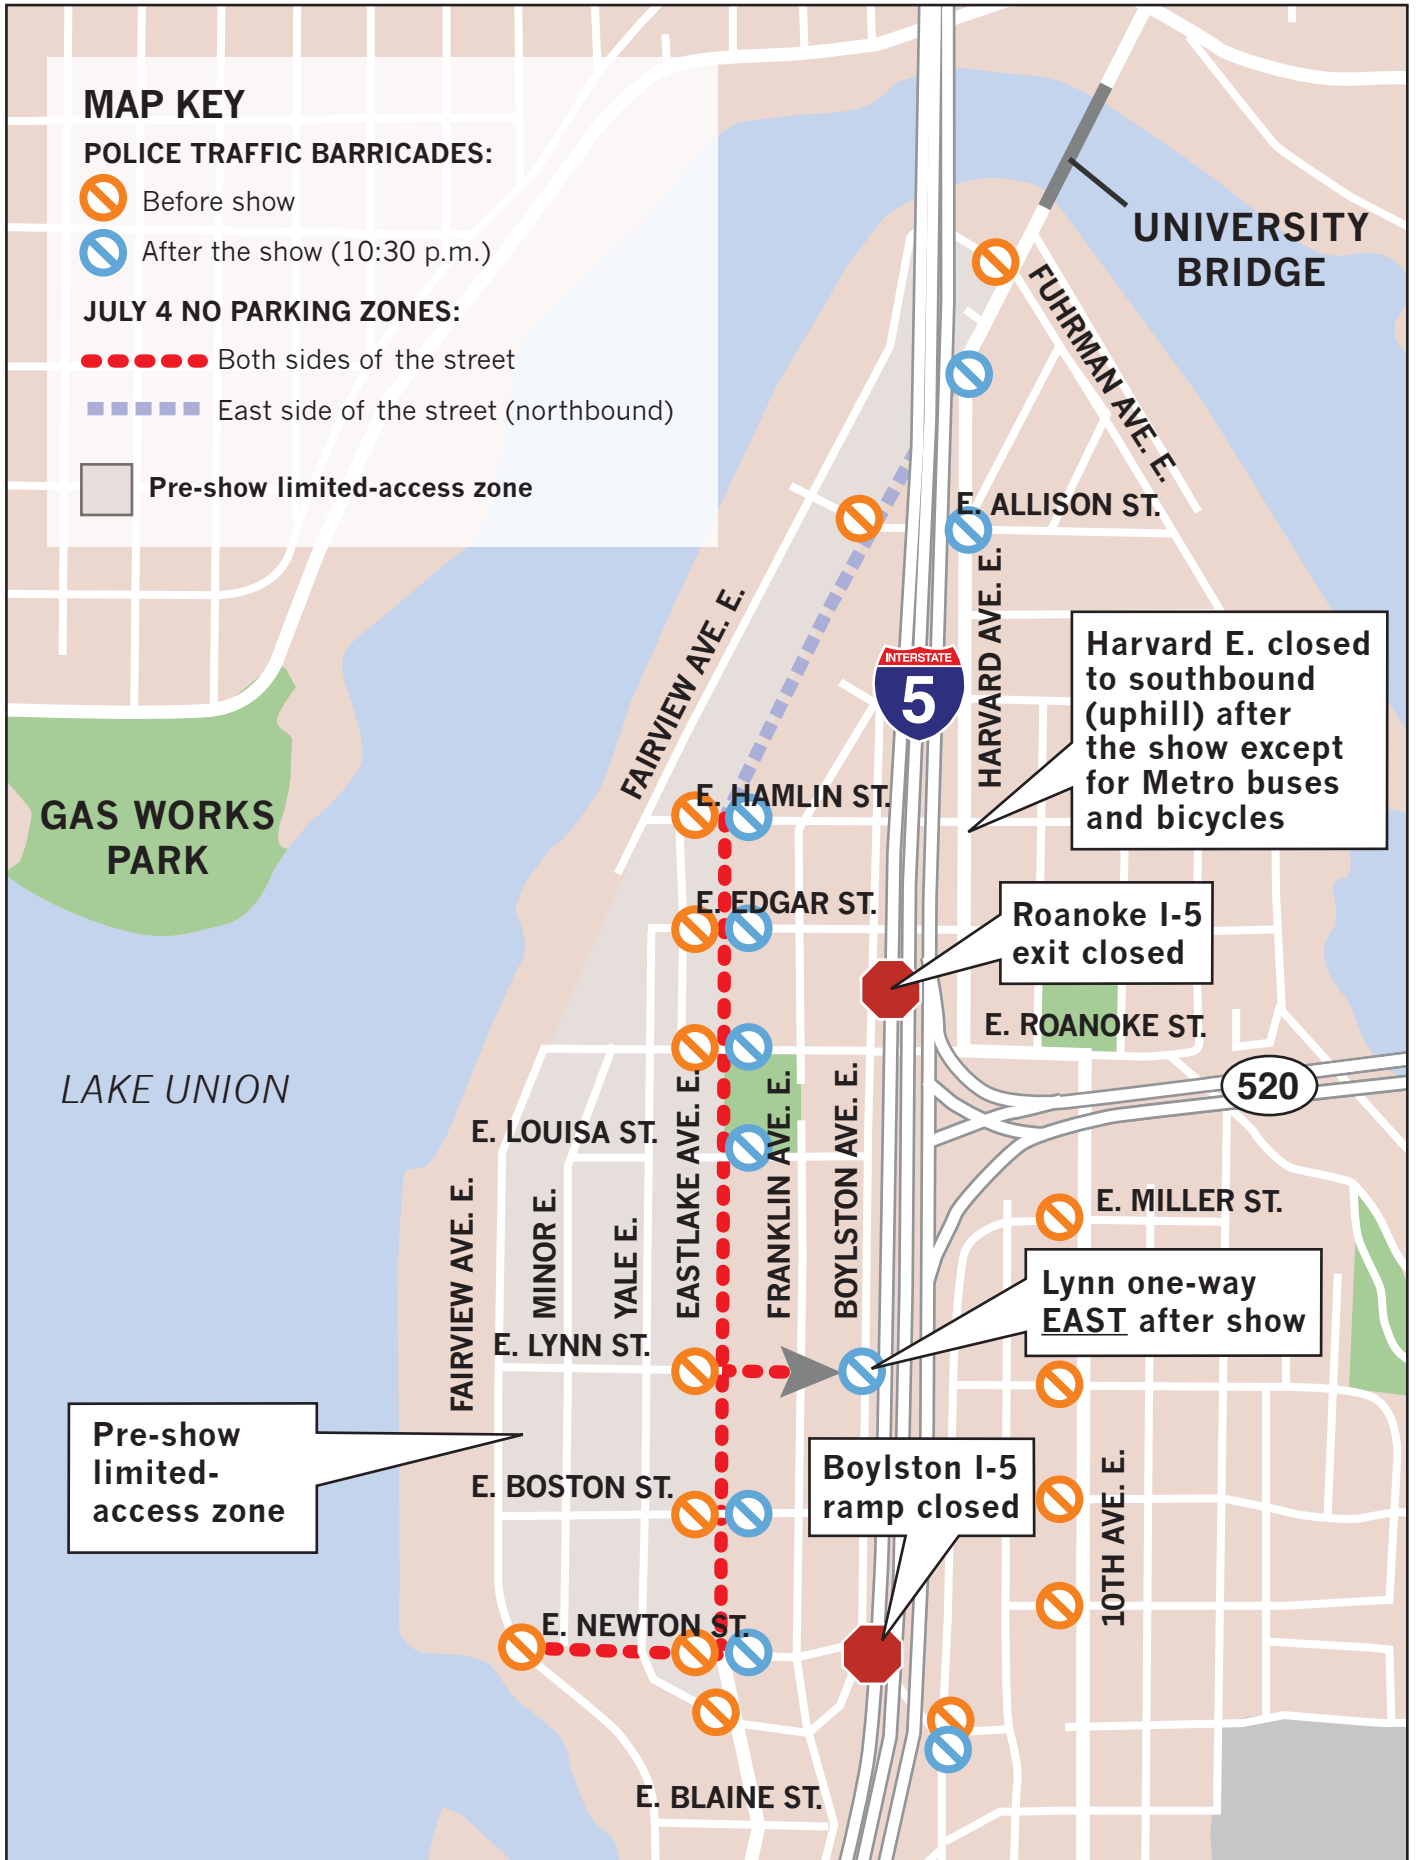 MAP KEY
POLICE TRAFFIC BARRICADES:
Before show
After the show (10:30 p.m.)
JULY 4 NO PARKING ZONES:
Both sides of the street
East side of the street (northbound)
Pre-show limited-access zone
UNIVERSITY
BRIDGE
FUHRMAN AVE. E.
E. ALLISON ST.
HARVARD AVE. E.
FAIRVIEW AVE. E.
INTERSTATE
5
Harvard E. closed
to southbound
(uphill) after
the show except
for Metro buses
and bicycles
GAS WORKS
PARK
E. HAMLIN ST.
E. EDGAR ST.
Roanoke I-5
exit closed
E. ROANOKE ST.
LAKE UNION
520
E. LOUISA ST.
FAIRVIEW AVE. E.
MINOR E.
YALE E.
EASTLAKE AVE. E.
FRANKLIN AVE. E.
BOYLSTON AVE. E.
E. MILLER ST.
Lynn one-way
EAST after show
E. LYNN ST.
Pre-show
limited-
access zone
E. BOSTON ST.
Boylston I-5
ramp closed
10TH AVE. E.
E. NEWTON ST.
E. BLAINE ST.